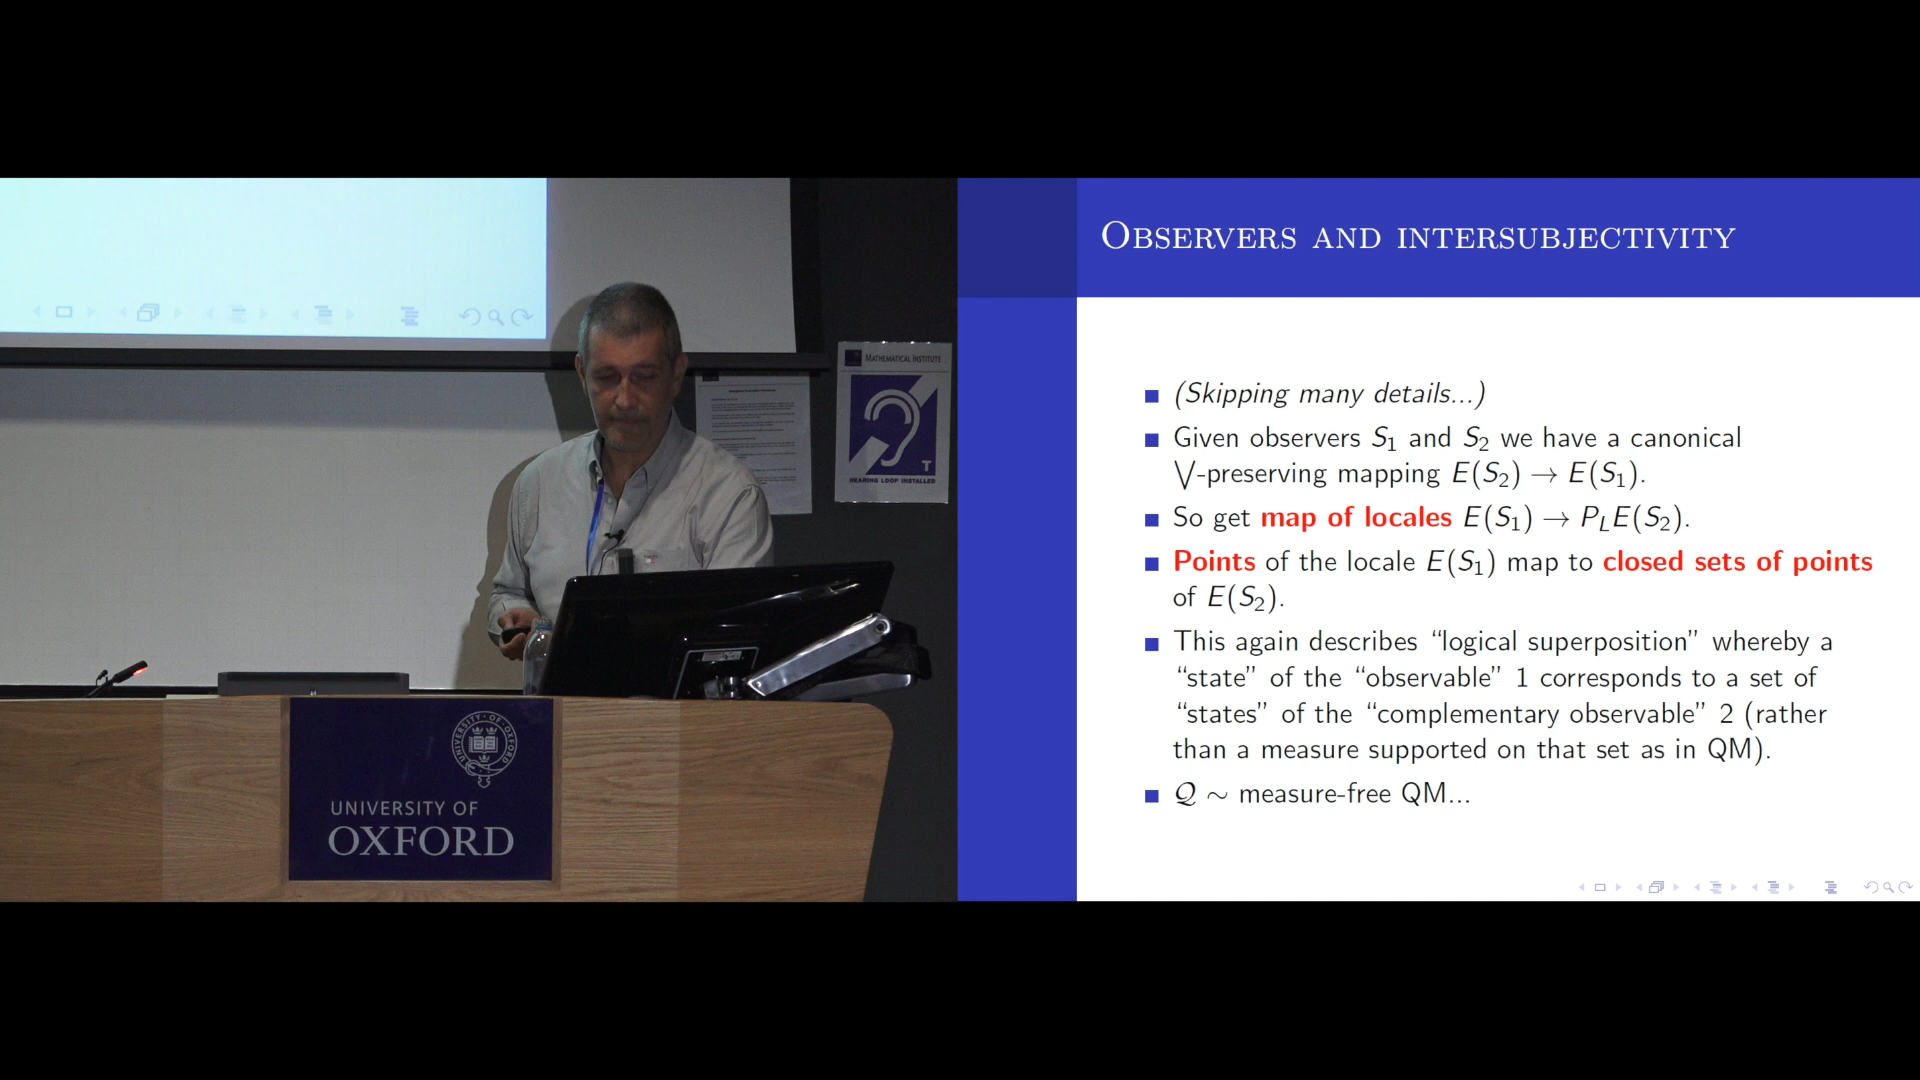 MATHEMATICAL INSTITUTE
T
HEARING LOOP INSTALLED
UNIVERSITY OF
OXFORD
OBSERVERS AND INTERSUBJECTIVITY
(Skipping many details...)
Given observers S₁ and S₂ we have a canonical
⋁-preserving mapping E(S₂) → E(S₁).
So get map of locales E(S₁) → P_L E(S₂).
Points of the locale E(S₁) map to closed sets of points
of E(S₂).
This again describes “logical superposition” whereby a
“state” of the “observable” 1 corresponds to a set of
“states” of the “complementary observable” 2 (rather
than a measure supported on that set as in QM).
𝒬 ∼ measure-free QM...